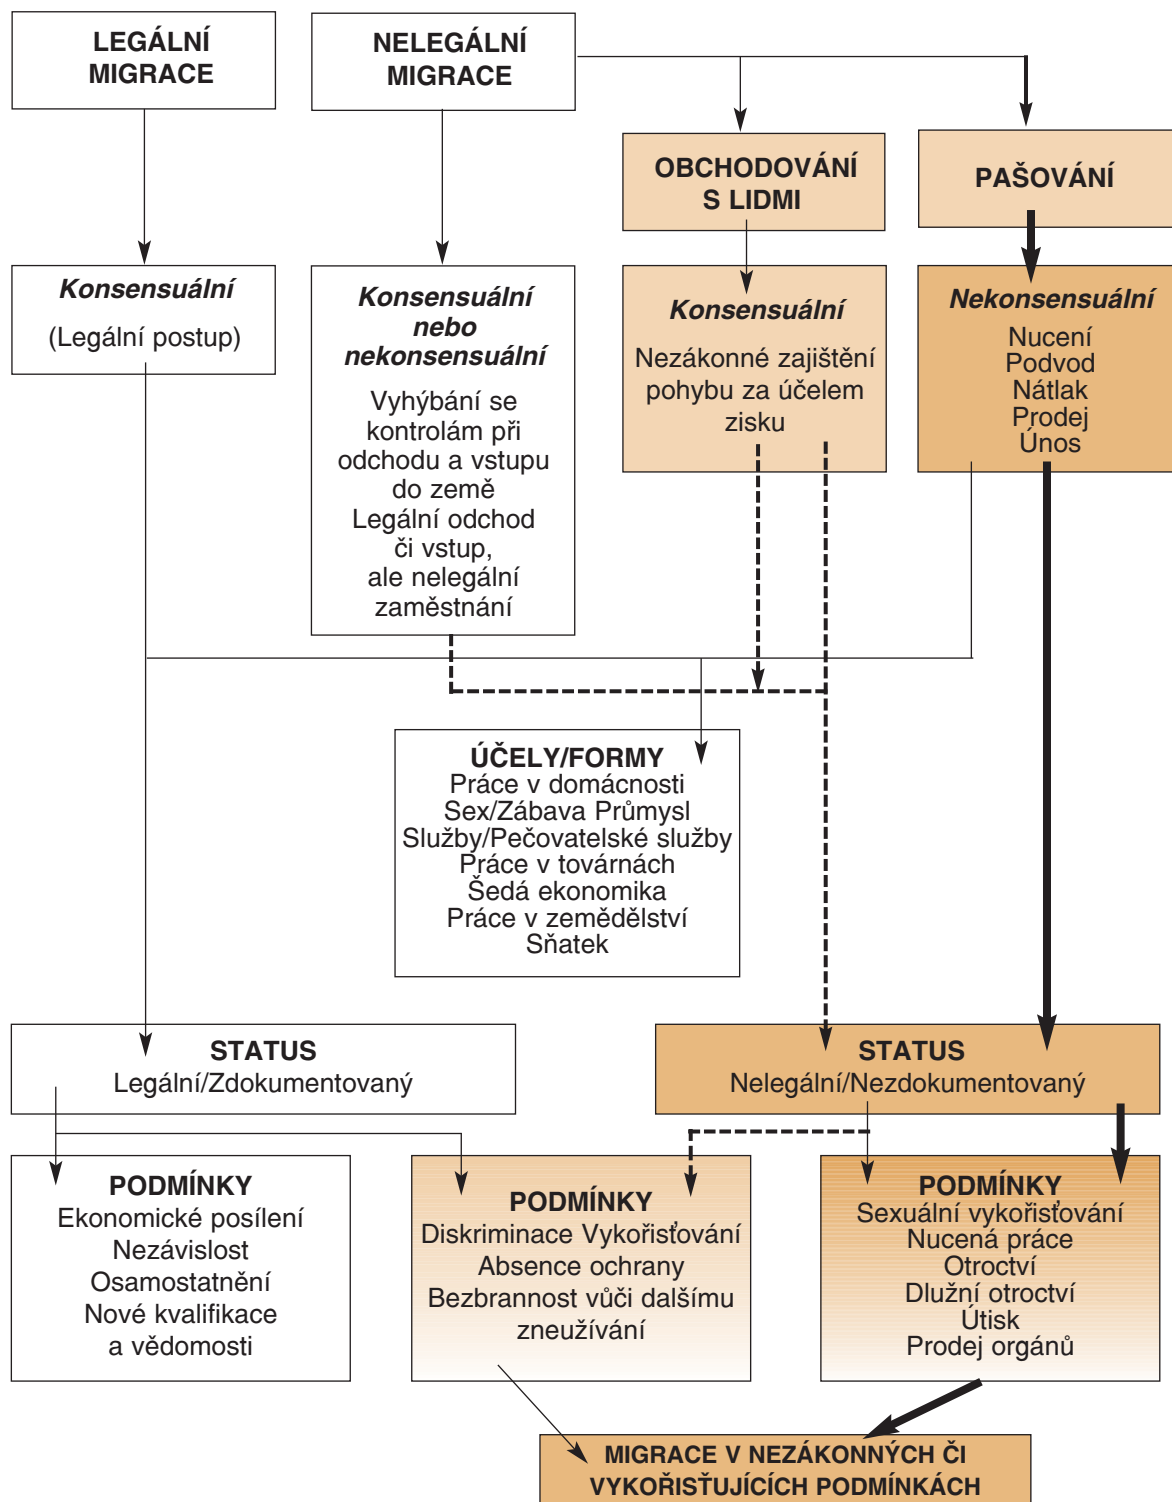 LEGÁLNÍ
MIGRACE
NELEGÁLNÍ
MIGRACE
OBCHODOVÁNÍ
S LIDMI
PAŠOVÁNÍ
Konsensuální
(Legální postup)
Konsensuální
nebo
nekonsensuální
Vyhýbání se
kontrolám při
odchodu a vstupu
do země
Legální odchod
či vstup,
ale nelegální
zaměstnání
Konsensuální
Nezákonné zajištění
pohybu za účelem
zisku
Nekonsensuální
Nucení
Podvod
Nátlak
Prodej
Únos
ÚČELY/FORMY
Práce v domácnosti
Sex/Zábava Průmysl
Služby/Pečovatelské služby
Práce v továrnách
Šedá ekonomika
Práce v zemědělství
Sňatek
STATUS
Legální/Zdokumentovaný
STATUS
Nelegální/Nezdokumentovaný
PODMÍNKY
Ekonomické posílení
Nezávislost
Osamostatnění
Nové kvalifikace
a vědomosti
PODMÍNKY
Diskriminace Vykořisťování
Absence ochrany
Bezbrannost vůči dalšímu
zneužívání
PODMÍNKY
Sexuální vykořisťování
Nucená práce
Otroctví
Dlužní otroctví
Útisk
Prodej orgánů
MIGRACE V NEZÁKONNÝCH ČI
VYKOŘISŤUJÍCÍCH PODMÍNKÁCH